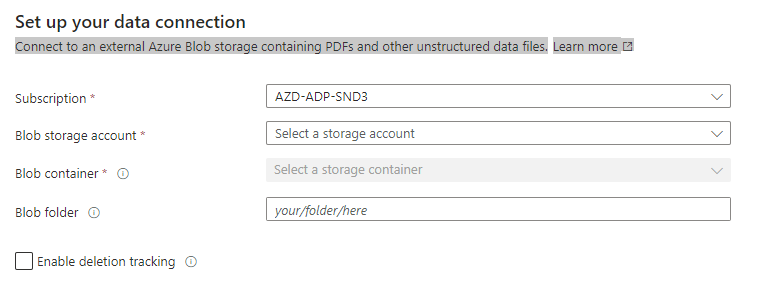 Set up your data connection
Connect to an external Azure Blob storage containing PDFs and other unstructured data files. Learn more
Subscription * AZD-ADP-SND3
Blob storage account * Select a storage account
Blob container * Select a storage container
Blob folder your/folder/here
Enable deletion tracking